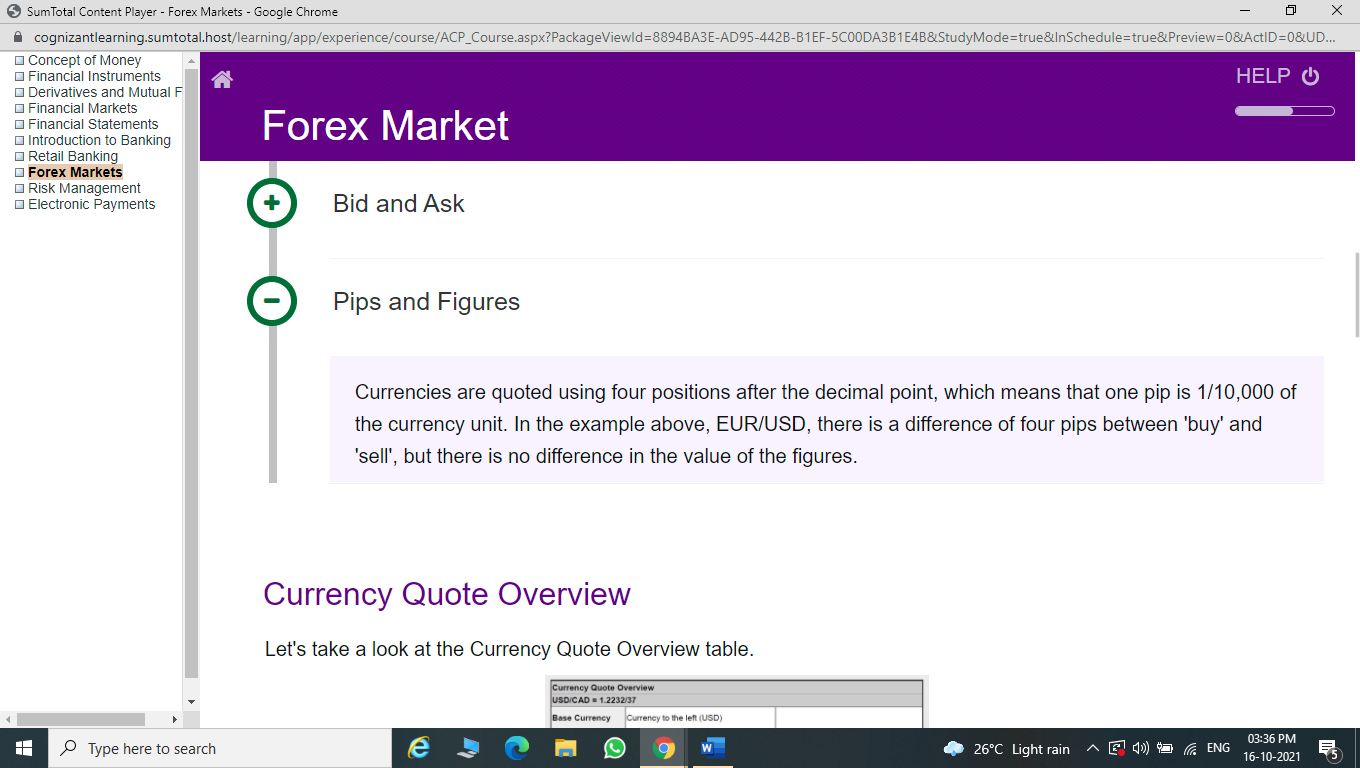 SumTotal Content Player - Forex Markets - Google Chrome
cognizantlearning.sumtotal.host/learning/app/experience/course/ACP_Course.aspx?PackageViewId=8894BA3E-AD95-442B-B1EF-5C00DA3B1E4B&StudyMode=true&InSchedule=true&Preview=0&ActID=0&UD...
Concept of Money
Financial Instruments
Derivatives and Mutual F
Financial Markets
Financial Statements
Introduction to Banking
Retail Banking
Forex Markets
Risk Management
Electronic Payments
HELP
Forex Market
Bid and Ask
Pips and Figures
Currencies are quoted using four positions after the decimal point, which means that one pip is 1/10,000 of
the currency unit. In the example above, EUR/USD, there is a difference of four pips between 'buy' and
'sell', but there is no difference in the value of the figures.
Currency Quote Overview
Let's take a look at the Currency Quote Overview table.
Currency Quote Overview
USD/CAD = 1.2232/37
Base Currency Currency to the left (USD)
Type here to search
26°C Light rain
ENG
03:36 PM
16-10-2021
5